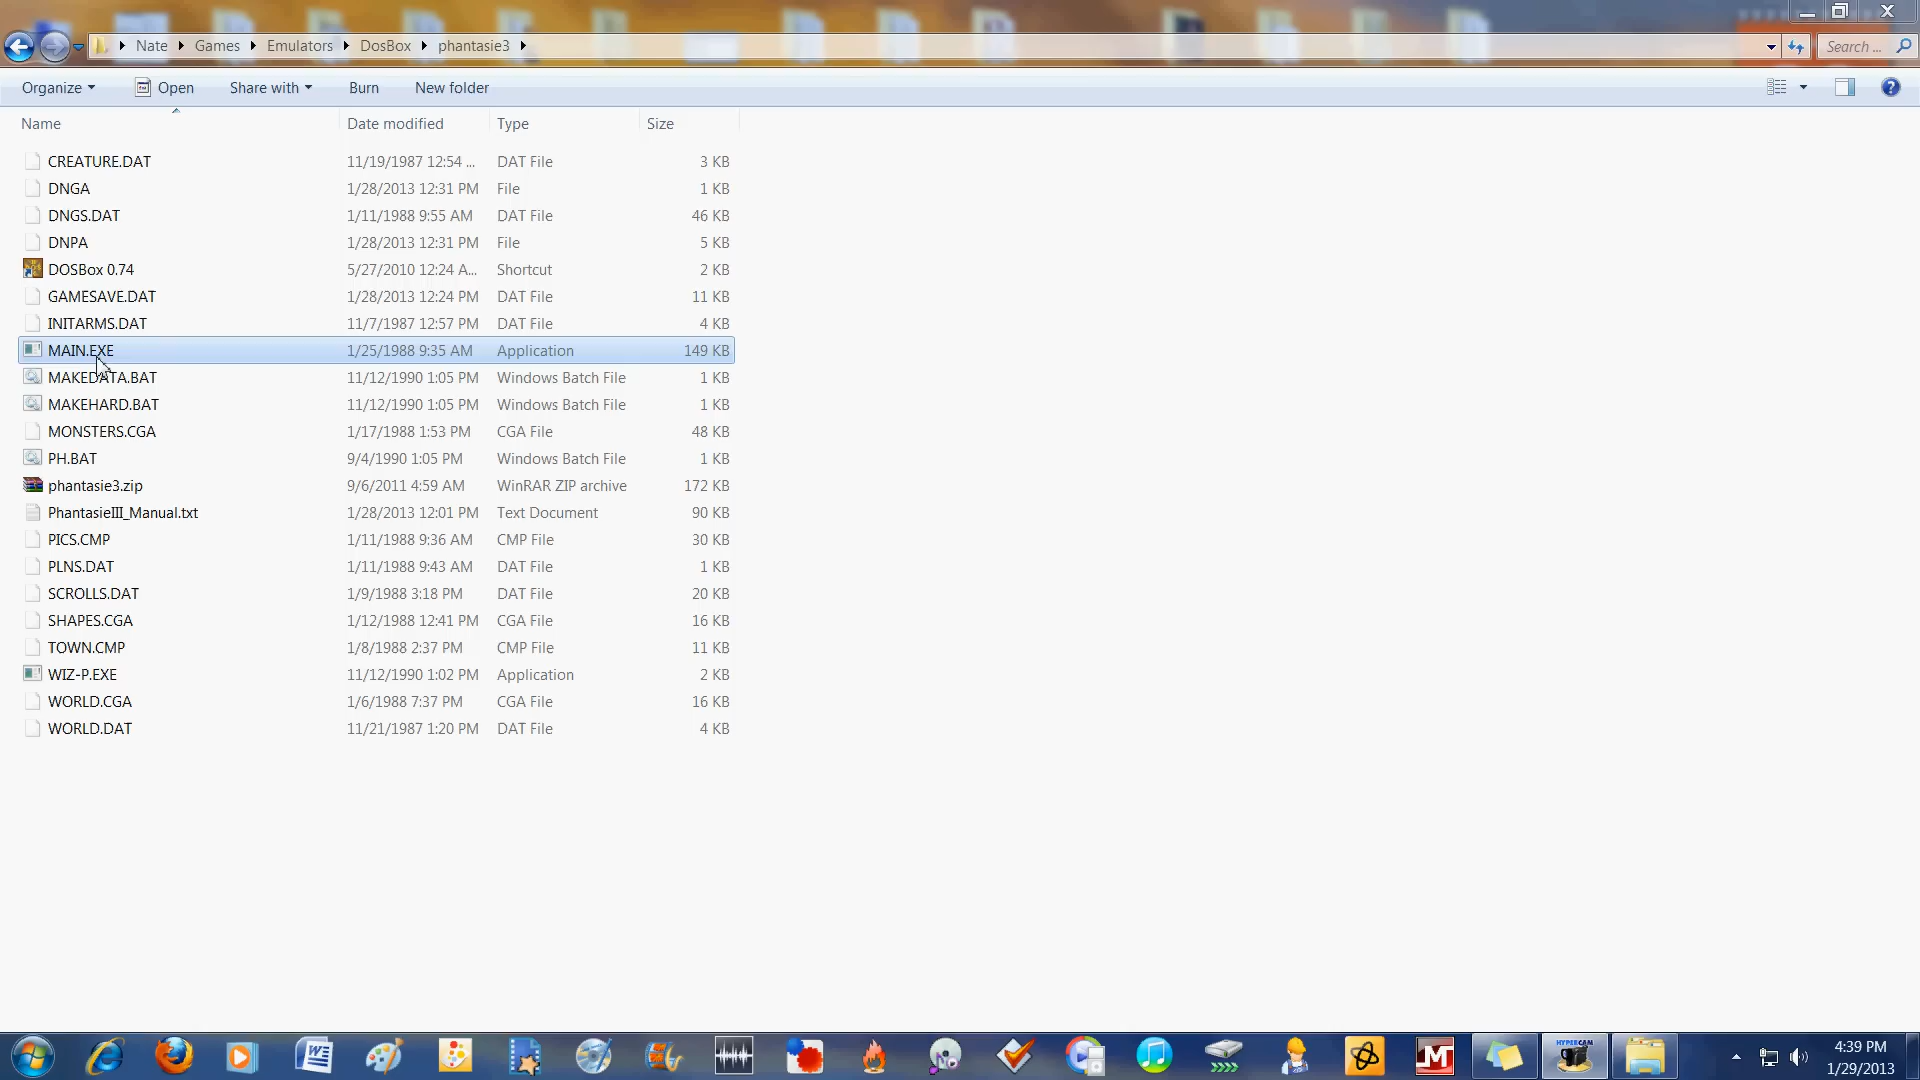 Nate Games Emulators DosBox phantasie3 Search ...
Organize Open Share with Burn New folder
Name Date modified Type Size
CREATURE.DAT 11/19/1987 12:54 ... DAT File 3 KB
DNGA 1/28/2013 12:31 PM File 1 KB
DNGS.DAT 1/11/1988 9:55 AM DAT File 46 KB
DNPA 1/28/2013 12:31 PM File 5 KB
DOSBox 0.74 5/27/2010 12:24 A... Shortcut 2 KB
GAMESAVE.DAT 1/28/2013 12:24 PM DAT File 11 KB
INITARMS.DAT 11/7/1987 12:57 PM DAT File 4 KB
MAIN.EXE 1/25/1988 9:35 AM Application 149 KB
MAKEDATA.BAT 11/12/1990 1:05 PM Windows Batch File 1 KB
MAKEHARD.BAT 11/12/1990 1:05 PM Windows Batch File 1 KB
MONSTERS.CGA 1/17/1988 1:53 PM CGA File 48 KB
PH.BAT 9/4/1990 1:05 PM Windows Batch File 1 KB
phantasie3.zip 9/6/2011 4:59 AM WinRAR ZIP archive 172 KB
PhantasieIII_Manual.txt 1/28/2013 12:01 PM Text Document 90 KB
PICS.CMP 1/11/1988 9:36 AM CMP File 30 KB
PLNS.DAT 1/11/1988 9:43 AM DAT File 1 KB
SCROLLS.DAT 1/9/1988 3:18 PM DAT File 20 KB
SHAPES.CGA 1/12/1988 12:41 PM CGA File 16 KB
TOWN.CMP 1/8/1988 2:37 PM CMP File 11 KB
WIZ-P.EXE 11/12/1990 1:02 PM Application 2 KB
WORLD.CGA 1/6/1988 7:37 PM CGA File 16 KB
WORLD.DAT 11/21/1987 1:20 PM DAT File 4 KB
HYPERCAM
4:39 PM
1/29/2013